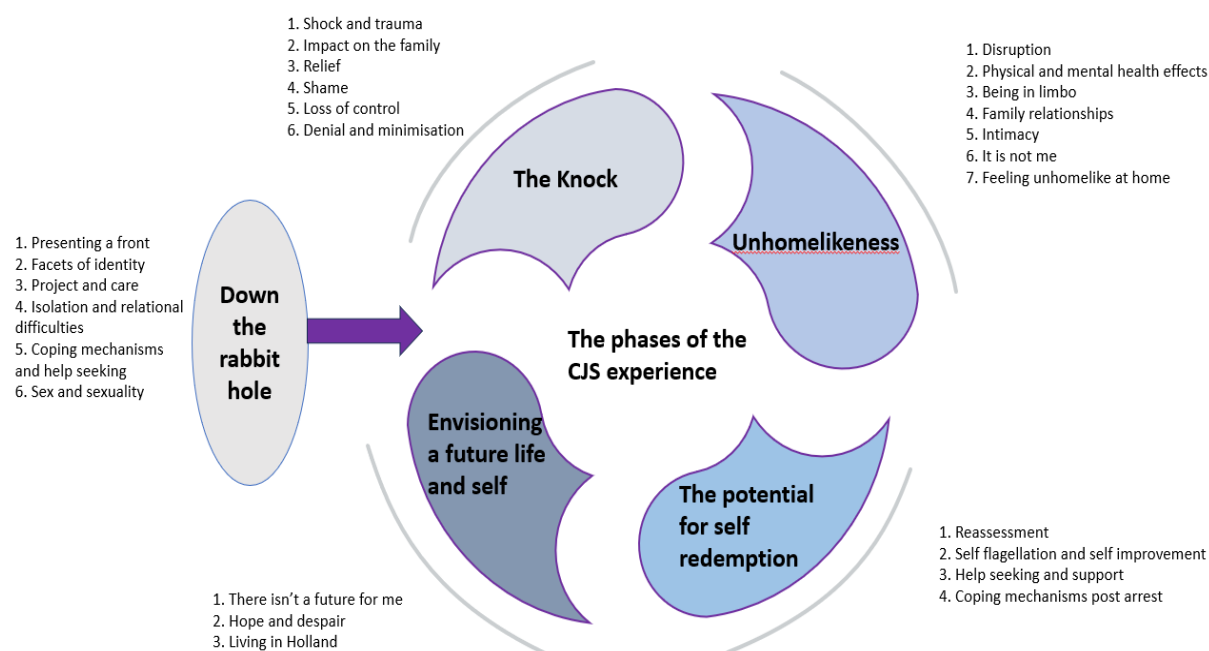 1. Shock and trauma
2. Impact on the family
3. Relief
4. Shame
5. Loss of control
6. Denial and minimisation
1. Disruption
2. Physical and mental health effects
3. Being in limbo
4. Family relationships
5. Intimacy
6. It is not me
7. Feeling unhomelike at home
The Knock
Unhomelikeness
1. Presenting a front
2. Facets of identity
3. Project and care
4. Isolation and relational
difficulties
5. Coping mechanisms
and help seeking
6. Sex and sexuality
Down
the
rabbit
hole
The phases of the
CJS experience
Envisioning
a future life
and self
The potential
for self
redemption
1. Reassessment
2. Self flagellation and self improvement
3. Help seeking and support
4. Coping mechanisms post arrest
1. There isn’t a future for me
2. Hope and despair
3. Living in Holland